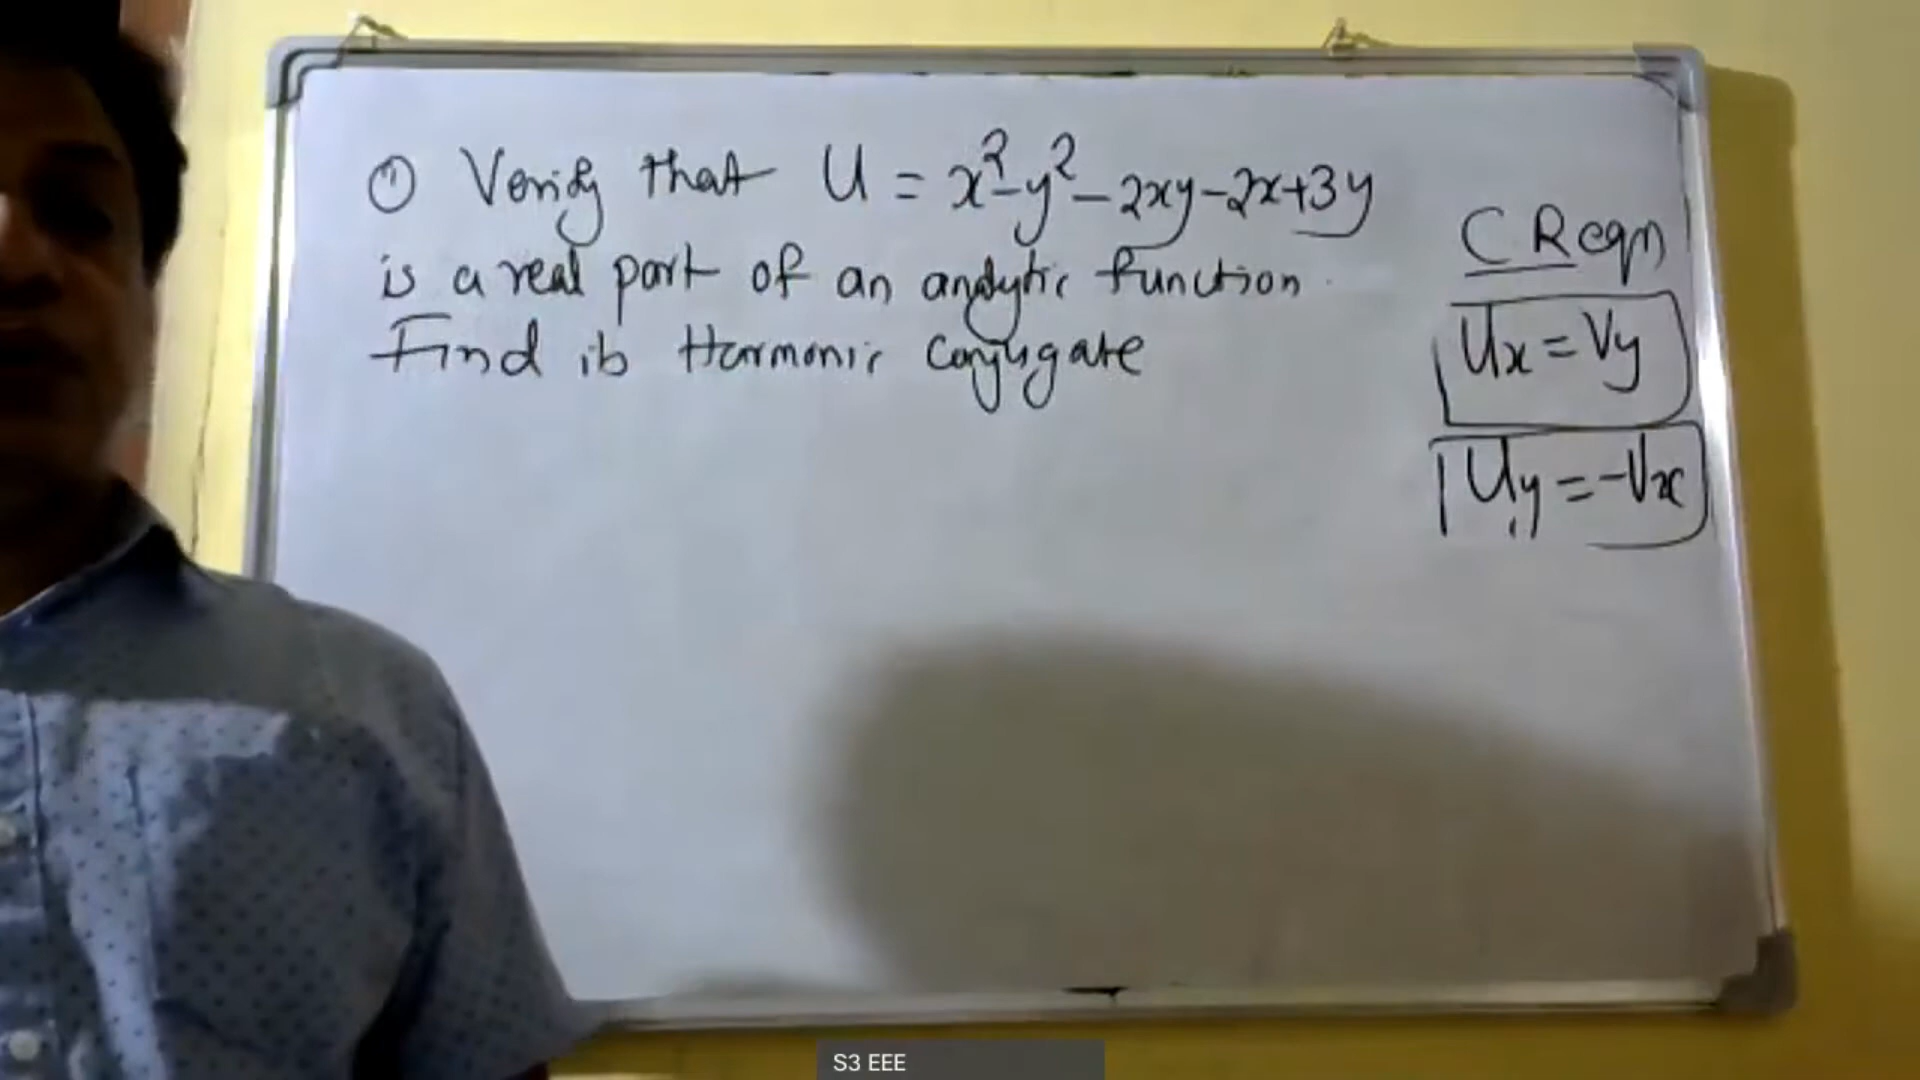 ① Verify that U = x²-y²-2xy-2x+3y
is a real part of an analytic function.
Find its Harmonic Conjugate
C R eqn
Ux = Vy
Uy = -Vx
S3 EEE